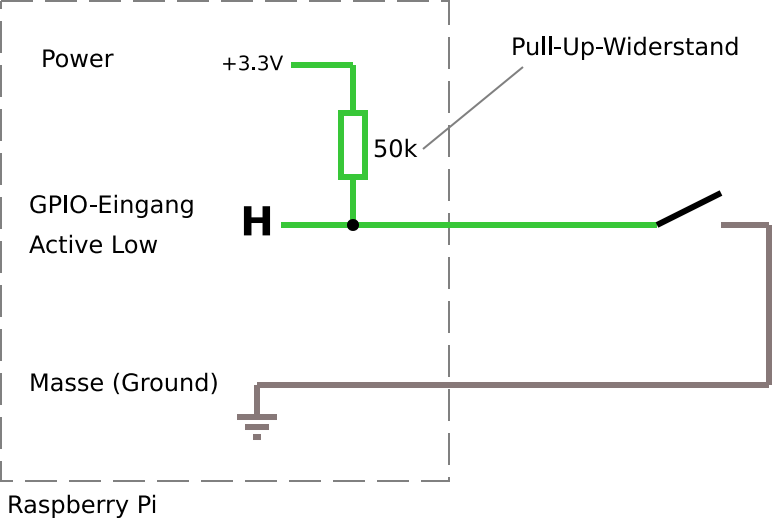 Pull-Up-Widerstand
Power
+3.3V
50k
GPIO-Eingang
H
Active Low
Masse (Ground)
Raspberry Pi